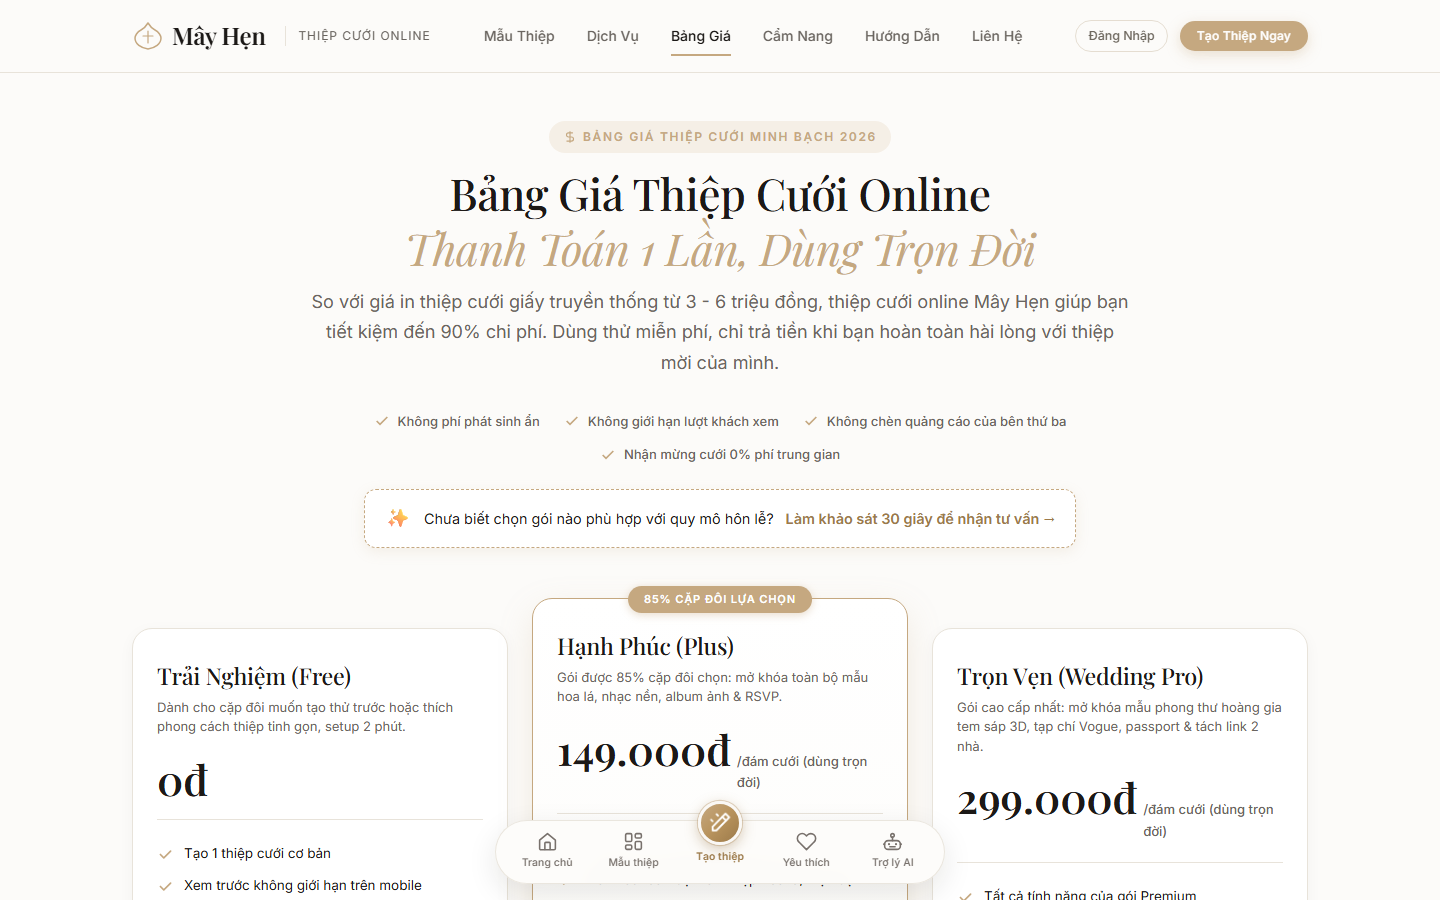 Mây Hẹn
THIỆP CƯỚI ONLINE
Mẫu Thiệp
Dịch Vụ
Bảng Giá
Cẩm Nang
Hướng Dẫn
Liên Hệ
Đăng Nhập
Tạo Thiệp Ngay
BẢNG GIÁ THIỆP CƯỚI MINH BẠCH 2026
Bảng Giá Thiệp Cưới Online
Thanh Toán 1 Lần, Dùng Trọn Đời
So với giá in thiệp cưới giấy truyền thống từ 3 - 6 triệu đồng, thiệp cưới online Mây Hẹn giúp bạn
tiết kiệm đến 90% chi phí. Dùng thử miễn phí, chỉ trả tiền khi bạn hoàn toàn hài lòng với thiệp
mời của mình.
Không phí phát sinh ẩn
Không giới hạn lượt khách xem
Không chèn quảng cáo của bên thứ ba
Nhận mừng cưới 0% phí trung gian
Chưa biết chọn gói nào phù hợp với quy mô hôn lễ? Làm khảo sát 30 giây để nhận tư vấn →
Trải Nghiệm (Free)
Dành cho cặp đôi muốn tạo thử trước hoặc thích
phong cách thiệp tinh gọn, setup 2 phút.
0đ
Tạo 1 thiệp cưới cơ bản
Xem trước không giới hạn trên mobile
85% CẶP ĐÔI LỰA CHỌN
Hạnh Phúc (Plus)
Gói được 85% cặp đôi chọn: mở khóa toàn bộ mẫu
hoa lá, nhạc nền, album ảnh & RSVP.
149.000đ /đám cưới (dùng trọn
đời)
Trọn Vẹn (Wedding Pro)
Gói cao cấp nhất: mở khóa mẫu phong thư hoàng gia
tem sáp 3D, tạp chí Vogue, passport & tách link 2
nhà.
299.000đ /đám cưới (dùng trọn
đời)
Tất cả tính năng của gói Premium
Trang chủ
Mẫu thiệp
Tạo thiệp
Yêu thích
Trợ lý AI